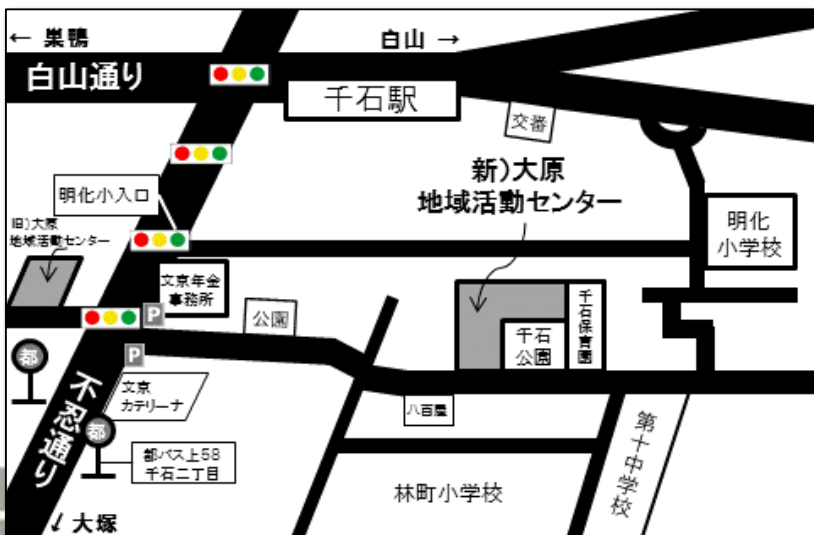 ← 巣鴨
白山 →
白山通り
千石駅
交番
新)大原
地域活動センター
明化小入口
旧)大原
地域活動センター
明化
小学校
文京年金
事務所
P
公園
千石
公園
千石保育園
P
都
文京
カテリーナ
八百屋
不忍通り
都
都バス上58
千石二丁目
第十中学校
林町小学校
↙ 大塚